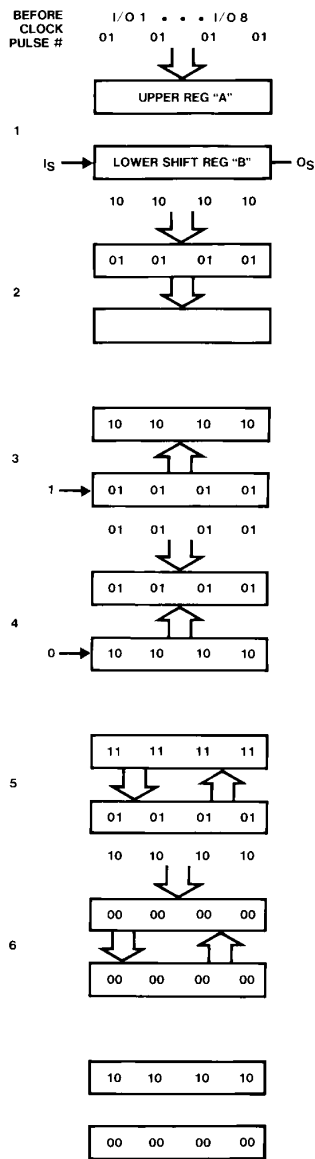 BEFORE CLOCK PULSE #
I/O 1 • • • I/O 8
01 01 01 01
UPPER REG "A"
1
IS LOWER SHIFT REG "B" OS
10 10 10 10
01 01 01 01
2
10 10 10 10
3
1 01 01 01 01
01 01 01 01
01 01 01 01
4
0 10 10 10 10
11 11 11 11
5
01 01 01 01
10 10 10 10
00 00 00 00
6
00 00 00 00
10 10 10 10
00 00 00 00